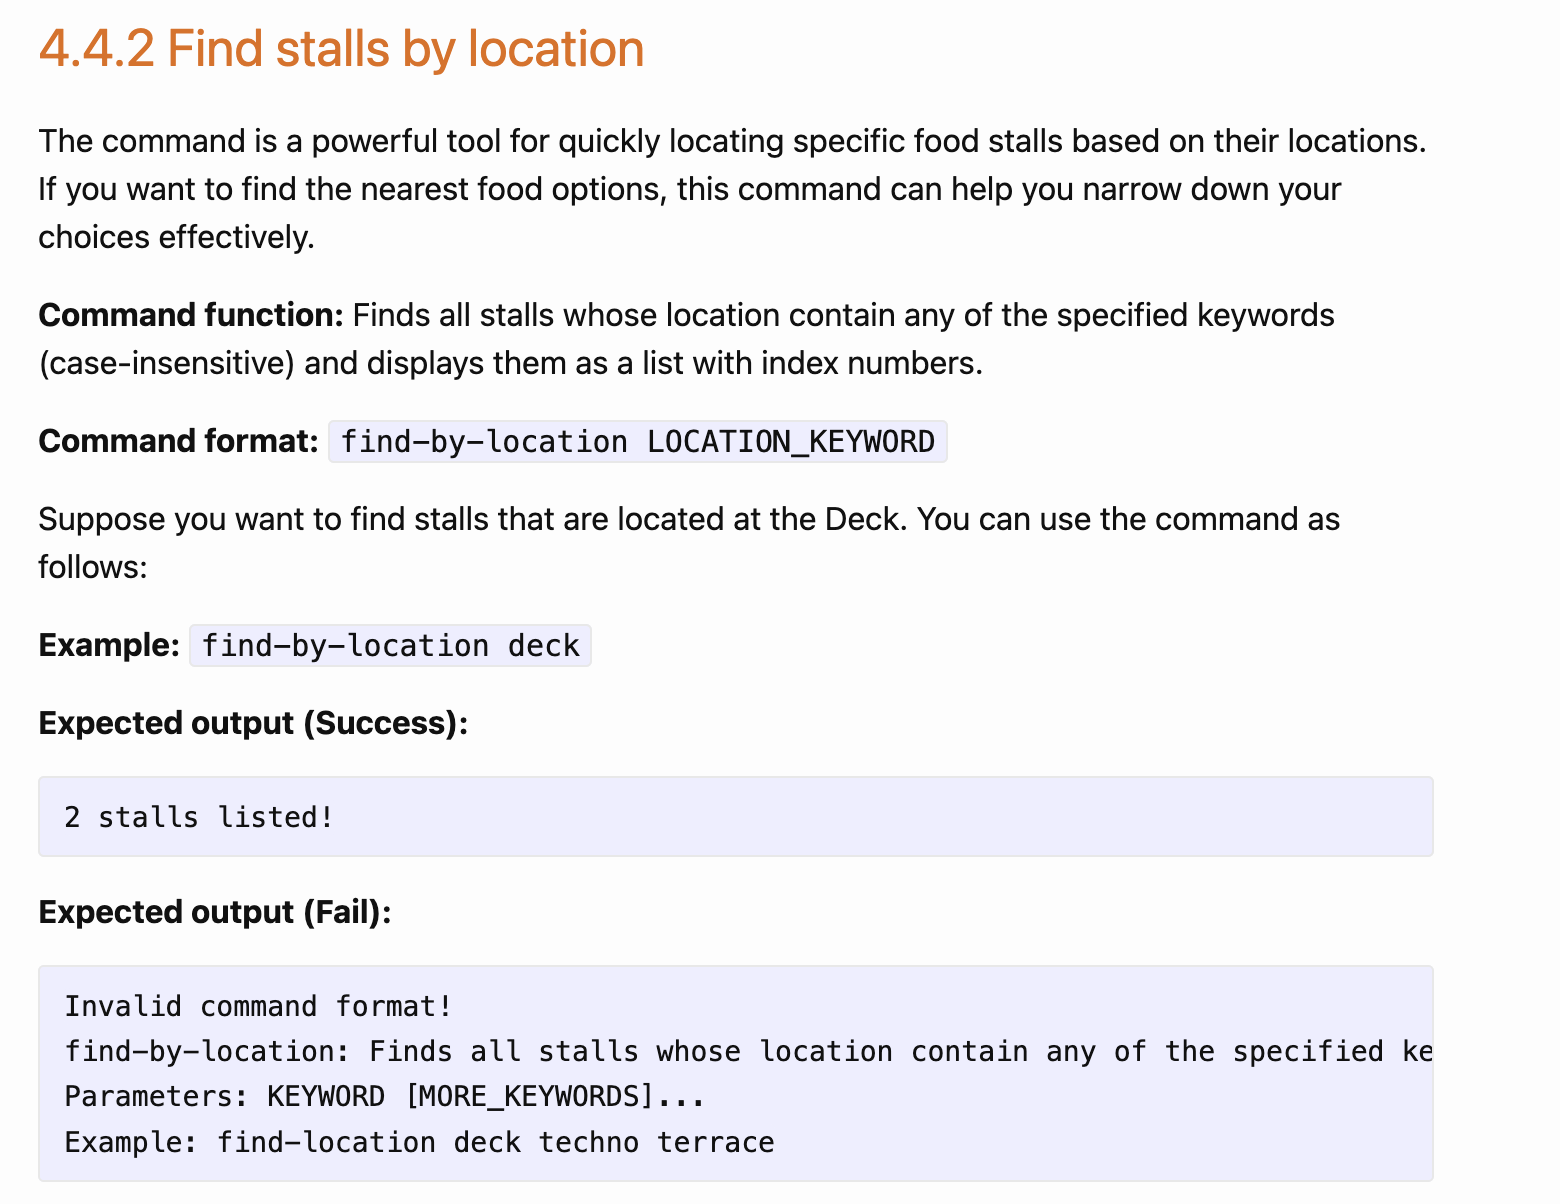 4.4.2 Find stalls by location
The command is a powerful tool for quickly locating specific food stalls based on their locations.
If you want to find the nearest food options, this command can help you narrow down your
choices effectively.
Command function: Finds all stalls whose location contain any of the specified keywords
(case-insensitive) and displays them as a list with index numbers.
Command format: find-by-location LOCATION_KEYWORD
Suppose you want to find stalls that are located at the Deck. You can use the command as
follows:
Example: find-by-location deck
Expected output (Success):
2 stalls listed!
Expected output (Fail):
Invalid command format!
find-by-location: Finds all stalls whose location contain any of the specified ke
Parameters: KEYWORD [MORE_KEYWORDS]...
Example: find-location deck techno terrace